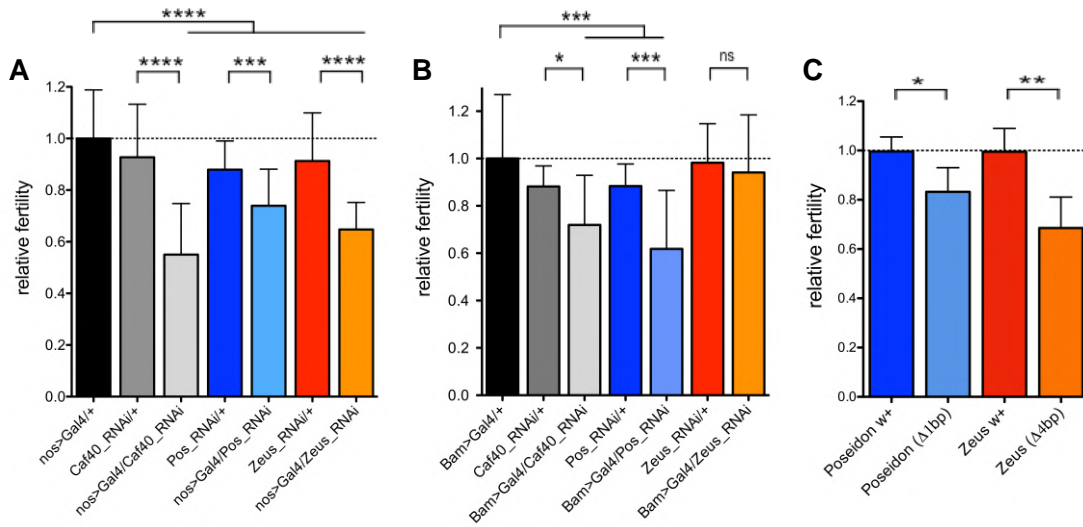 A
****
****
***
****
relative fertility
1.2
1.0
0.8
0.6
0.4
0.2
0.0
nos>Gal4/+
Caf40_RNAi/+
nos>Gal4/Caf40_RNAi
Pos_RNAi/+
nos>Gal4/Pos_RNAi
Zeus_RNAi/+
nos>Gal4/Zeus_RNAi
B
***
*
***
ns
relative fertility
1.2
1.0
0.8
0.6
0.4
0.2
0.0
Bam>Gal4/+
Caf40_RNAi/+
Bam>Gal4/Caf40_RNAi
Pos_RNAi/+
Bam>Gal4/Pos_RNAi
Zeus_RNAi/+
Bam>Gal4/Zeus_RNAi
C
*
**
relative fertility
1.2
1.0
0.8
0.6
0.4
0.2
0.0
Poseidon w+
Poseidon (Δ1bp)
Zeus w+
Zeus (Δ4bp)